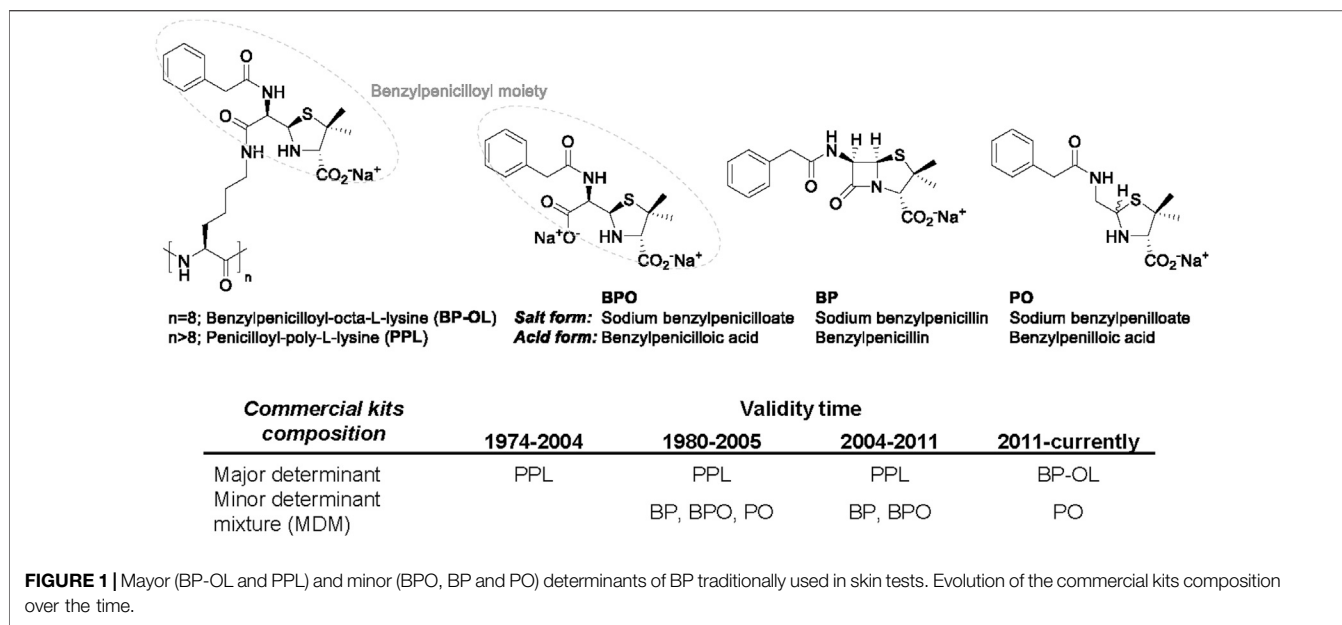 O
NH
S
Benzylpenicilloyl moiety
O
NH
HN
CO₂⁻Na⁺
N
H
O
n
O
NH
S
O
Na⁺O⁻
HN
CO₂⁻Na⁺
H
N
H
H
S
O
O
N
CO₂⁻Na⁺
O
NH
H
S
HN
CO₂⁻Na⁺
BPO BP PO
n=8; Benzylpenicilloyl-octa-L-lysine (BP-OL) Salt form: Sodium benzylpenicilloate Sodium benzylpenicillin Sodium benzylpenilloate
n>8; Penicilloyl-poly-L-lysine (PPL) Acid form: Benzylpenicilloic acid Benzylpenicillin Benzylpenilloic acid
Commercial kits composition Validity time
1974-2004 1980-2005 2004-2011 2011-currently
Major determinant PPL PPL PPL BP-OL
Minor determinant
mixture (MDM) BP, BPO, PO BP, BPO PO
FIGURE 1 | Mayor (BP-OL and PPL) and minor (BPO, BP and PO) determinants of BP traditionally used in skin tests. Evolution of the commercial kits composition
over the time.